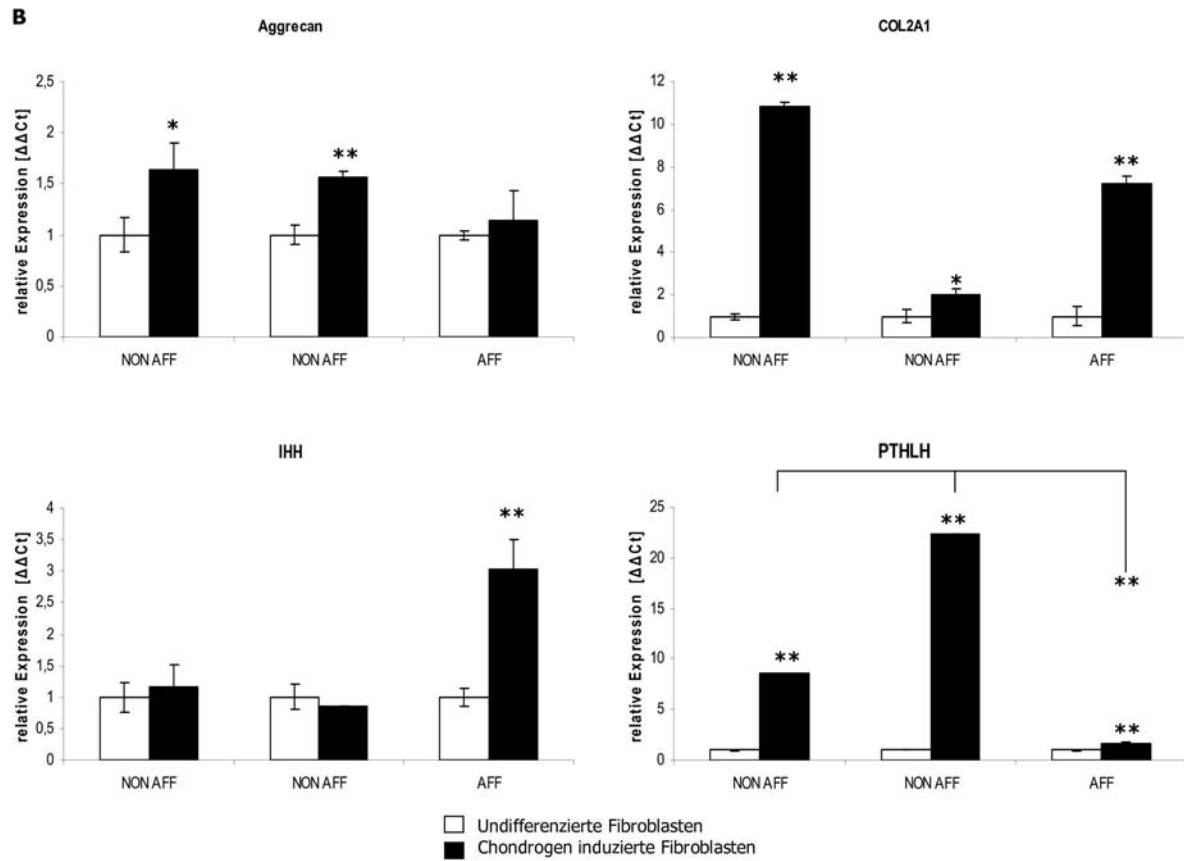 B
Aggrecan
relative Expression [ΔΔCt]
2,5
2
1,5
1
0,5
0
*
**
NON AFF
NON AFF
AFF
COL2A1
relative Expression [ΔΔCt]
12
10
8
6
4
2
0
**
*
**
NON AFF
NON AFF
AFF
IHH
relative Expression [ΔΔCt]
4
3,5
3
2,5
2
1,5
1
0,5
0
**
NON AFF
NON AFF
AFF
PTHLH
relative Expression [ΔΔCt]
25
20
15
10
5
0
**
**
**
**
NON AFF
NON AFF
AFF
Undifferenzierte Fibroblasten
Chondrogen induzierte Fibroblasten